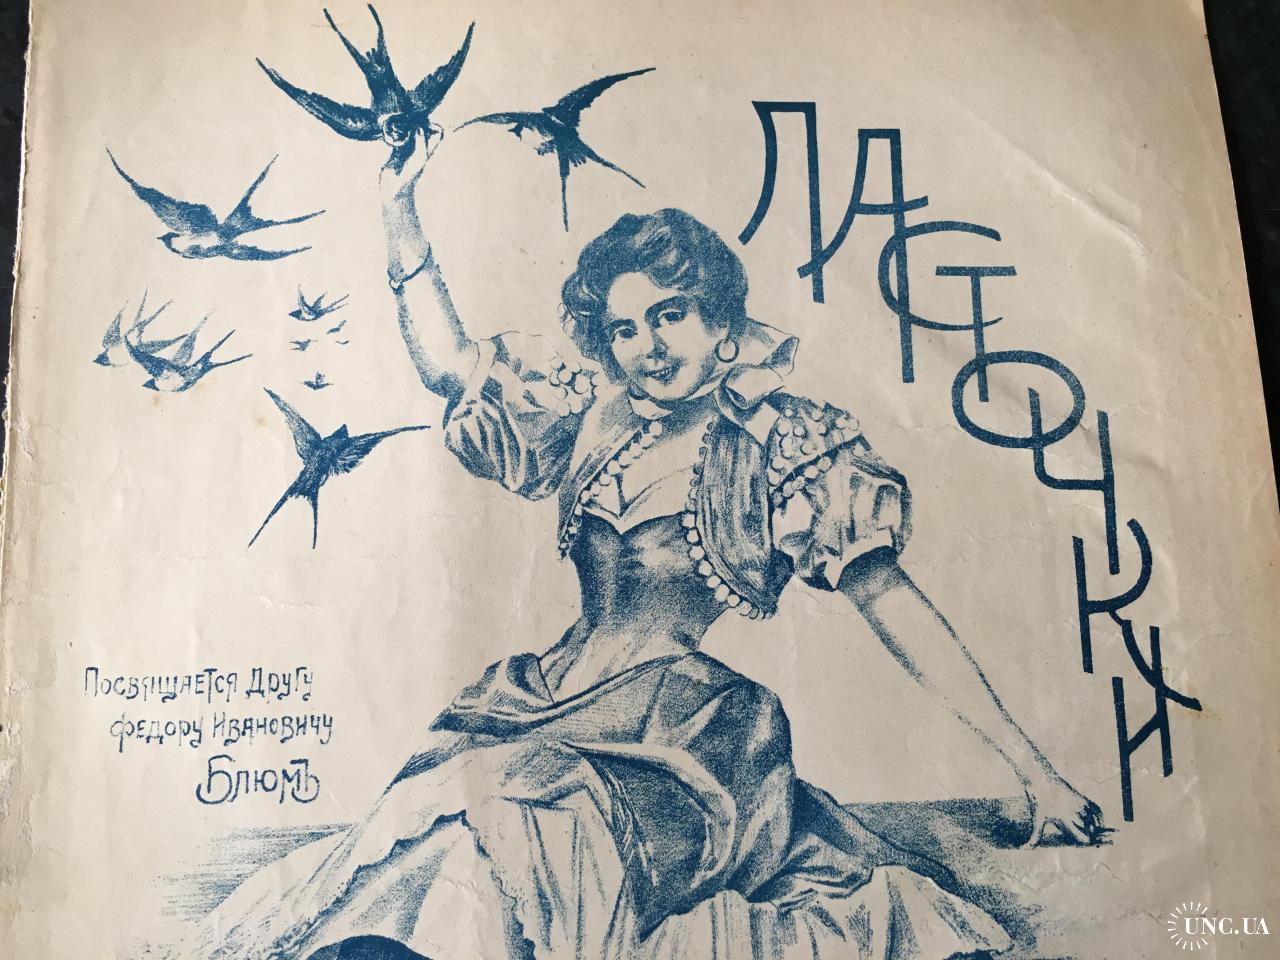 ЛАСТОЧКИ
Посвящается Другу
Федору Ивановичу
Блюмъ
UNC.UA